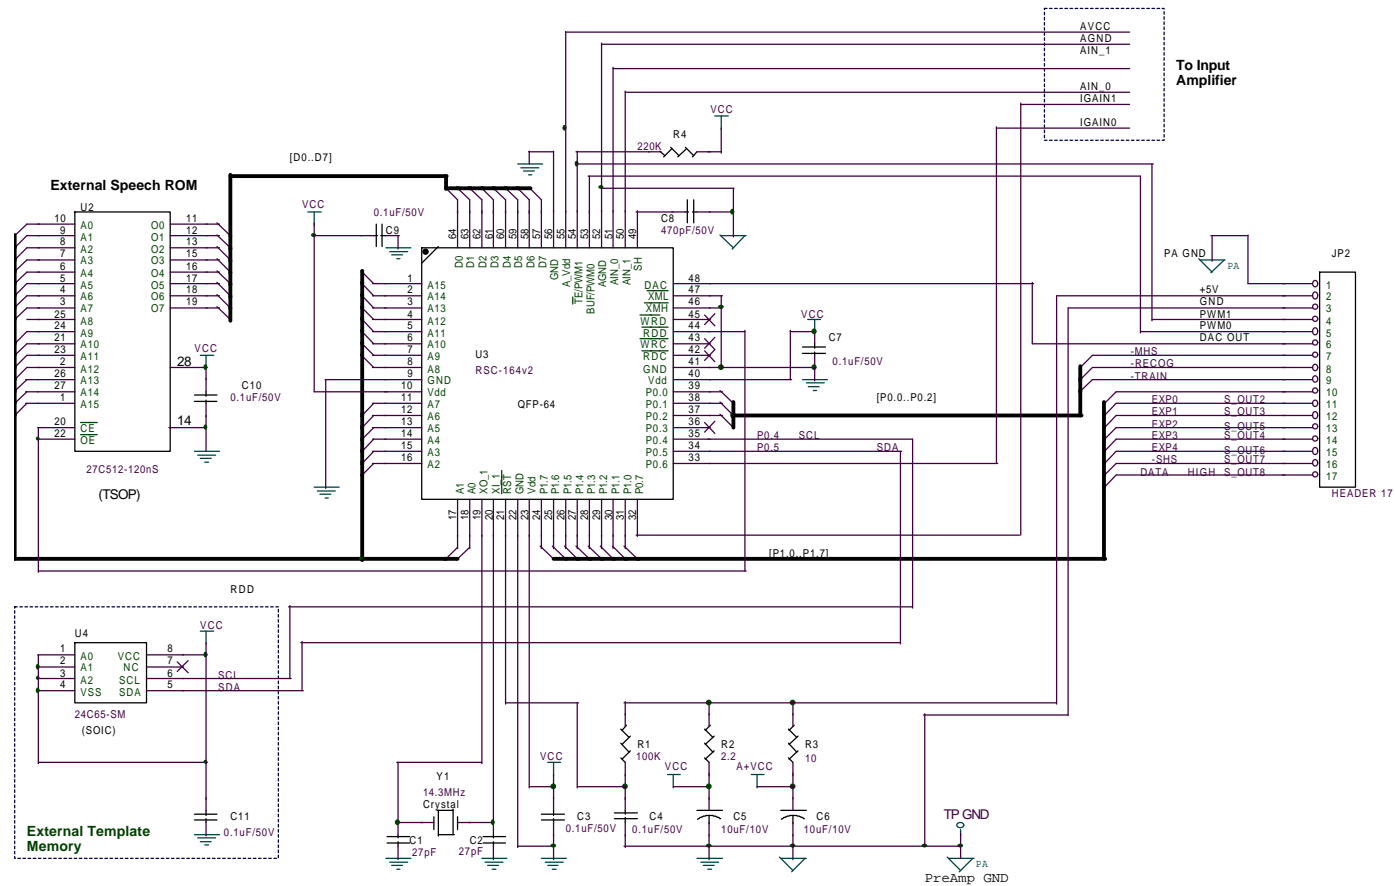 AVCC
AGND
AIN_1
AIN_0
IGAIN1
IGAIN0
To Input
Amplifier
VCC
R4
220K
[D0..D7]
External Speech ROM
U2
10 A0 O0 11
9 A1 O1 12
8 A2 O2 13
7 A3 O3 15
6 A4 O4 16
5 A5 O5 17
4 A6 O6 18
3 A7 O7 19
25 A8
24 A9
21 A10
23 A11
2 A12
26 A13
27 A14
1 A15
20 CE
22 OE
28
14
27C512-120nS
(TSOP)
VCC
C10
0.1uF/50V
VCC
0.1uF/50V
C9
C8
470pF/50V
64 63 62 61 60 59 58 57 56 55 54 53 52 51 50 49
D0 D1 D2 D3 D4 D5 D6 D7 GND A_Vdd TE/PWM1 BUF/PWM0 AGND AIN_0 AIN_1 SH
1 A15
2 A14
3 A13
4 A12
5 A11
6 A10
7 A9
8 A8
9 GND
10 Vdd
11 A7
12 A6
13 A5
14 A4
15 A3
16 A2
U3
RSC-164v2
QFP-64
DAC 48
XML 47
XMH 46
WRD 45
RDD 44
WRC 43
RDC 42
GND 41
Vdd 40
P0.0 39
P0.1 38
P0.2 37
P0.3 36
P0.4 35
P0.5 34
P0.6 33
A1 A0 XO_1 XI_1 RST GND Vdd P1.7 P1.6 P1.5 P1.4 P1.3 P1.2 P1.1 P1.0 P0.7
17 18 19 20 21 22 23 24 25 26 27 28 29 30 31 32
VCC
C7
0.1uF/50V
[P0.0..P0.2]
P0.4 SCL
P0.5 SDA
[P1.0..P1.7]
PA GND
PA
JP2
1
+5V 2
GND 3
PWM1 4
PWM0 5
DAC OUT 6
-MHS 7
-RECOG 8
-TRAIN 9
10
EXP0 S_OUT2 11
EXP1 S_OUT3 12
EXP2 S_OUT5 13
EXP3 S_OUT4 14
EXP4 S_OUT6 15
-SHS S_OUT7 16
DATA HIGH S_OUT8 17
HEADER 17
RDD
U4
VCC
1 A0 VCC 8
2 A1 NC 7
3 A2 SCL 6 SCL
4 VSS SDA 5 SDA
24C65-SM
(SOIC)
C11
0.1uF/50V
External Template
Memory
Y1
14.3MHz
Crystal
C1
27pF
C2
27pF
VCC
C3
0.1uF/50V
R1
100K
C4
0.1uF/50V
VCC
R2
2.2
C5
10uF/10V
A+VCC
R3
10
C6
10uF/10V
TP GND
PA
PreAmp GND